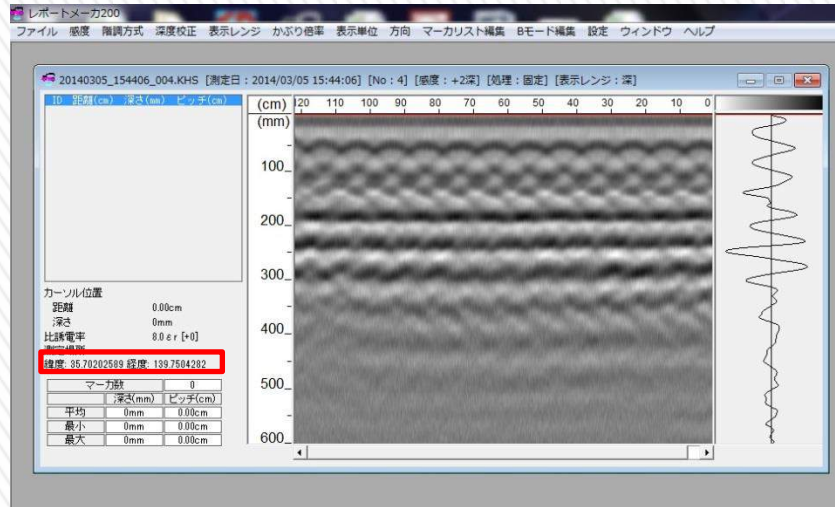 レポートメーカ200
ファイル 感度 階調方式 深度校正 表示レンジ かぶり倍率 表示単位 方向 マーカリスト編集 Bモード編集 設定 ウィンドウ ヘルプ
20140305_154406_004.KHS [測定日：2014/03/05 15:44:06] [No：4] [感度：+2深] [処理：固定] [表示レンジ：深]
ID 距離(cm) 深さ(mm) ピッチ(cm)
(cm) 120 110 100 90 80 70 60 50 40 30 20 10 0
(mm)
100
200
300
400
500
600
カーソル位置
距離 0.00cm
深さ 0mm
比誘電率 8.0 εr [+0]
緯度: 35.70202589 経度: 139.7504282
マーカ数 0
深さ(mm) ピッチ(cm)
平均 0mm 0.00cm
最小 0mm 0.00cm
最大 0mm 0.00cm